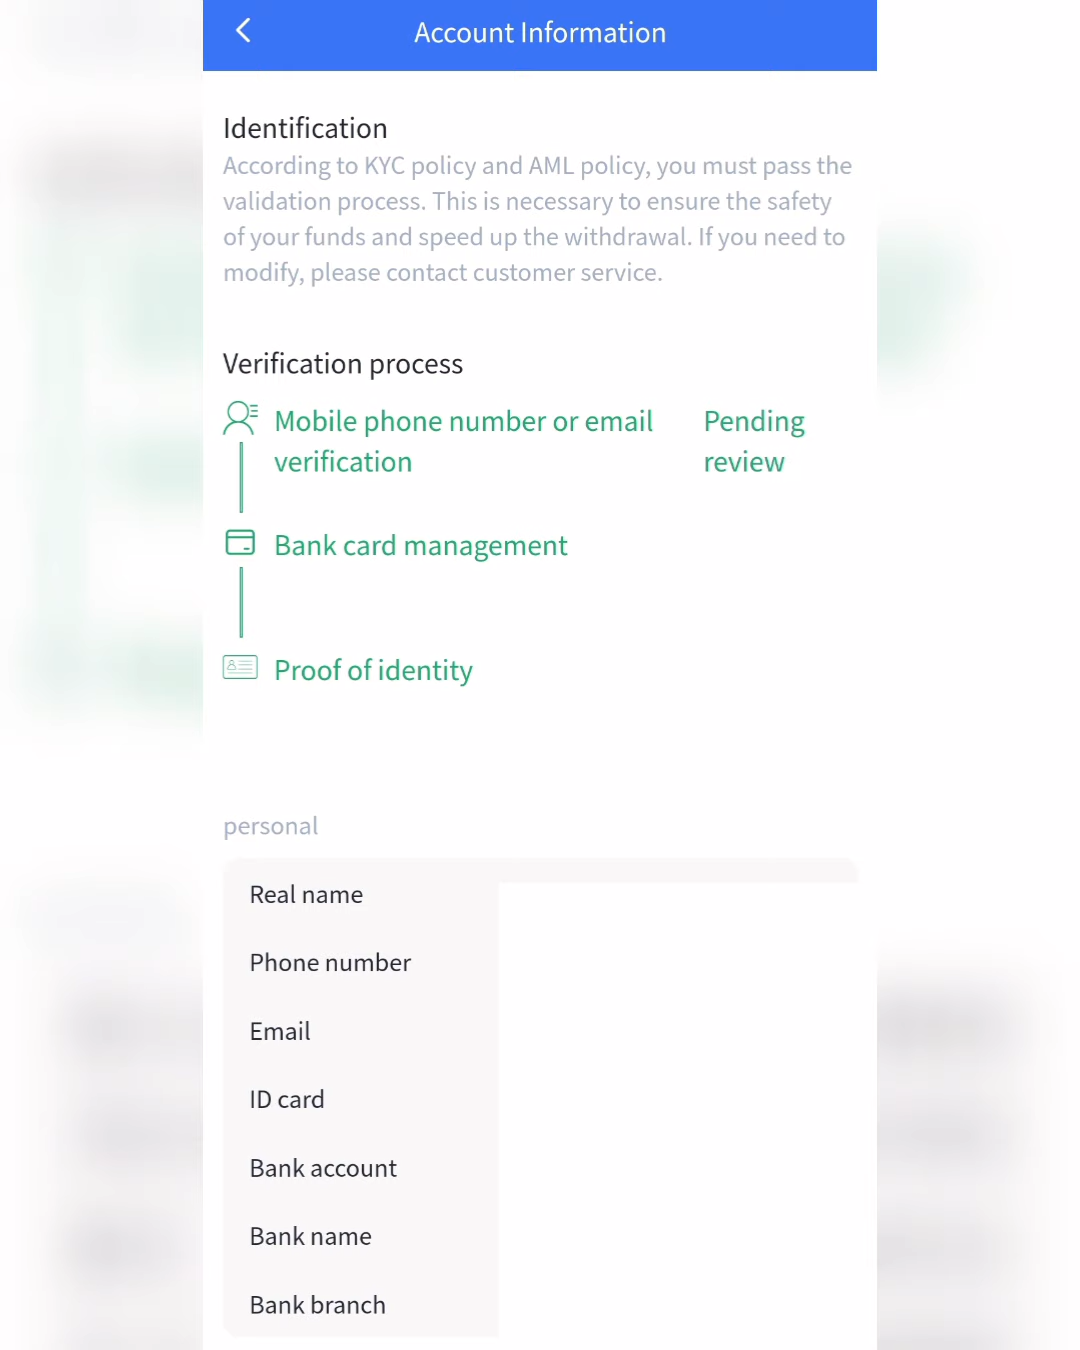 Account Information
Identification
According to KYC policy and AML policy, you must pass the
validation process. This is necessary to ensure the safety
of your funds and speed up the withdrawal. If you need to
modify, please contact customer service.
Verification process
Mobile phone number or email
verification
Pending
review
Bank card management
Proof of identity
personal
Real name
Phone number
Email
ID card
Bank account
Bank name
Bank branch